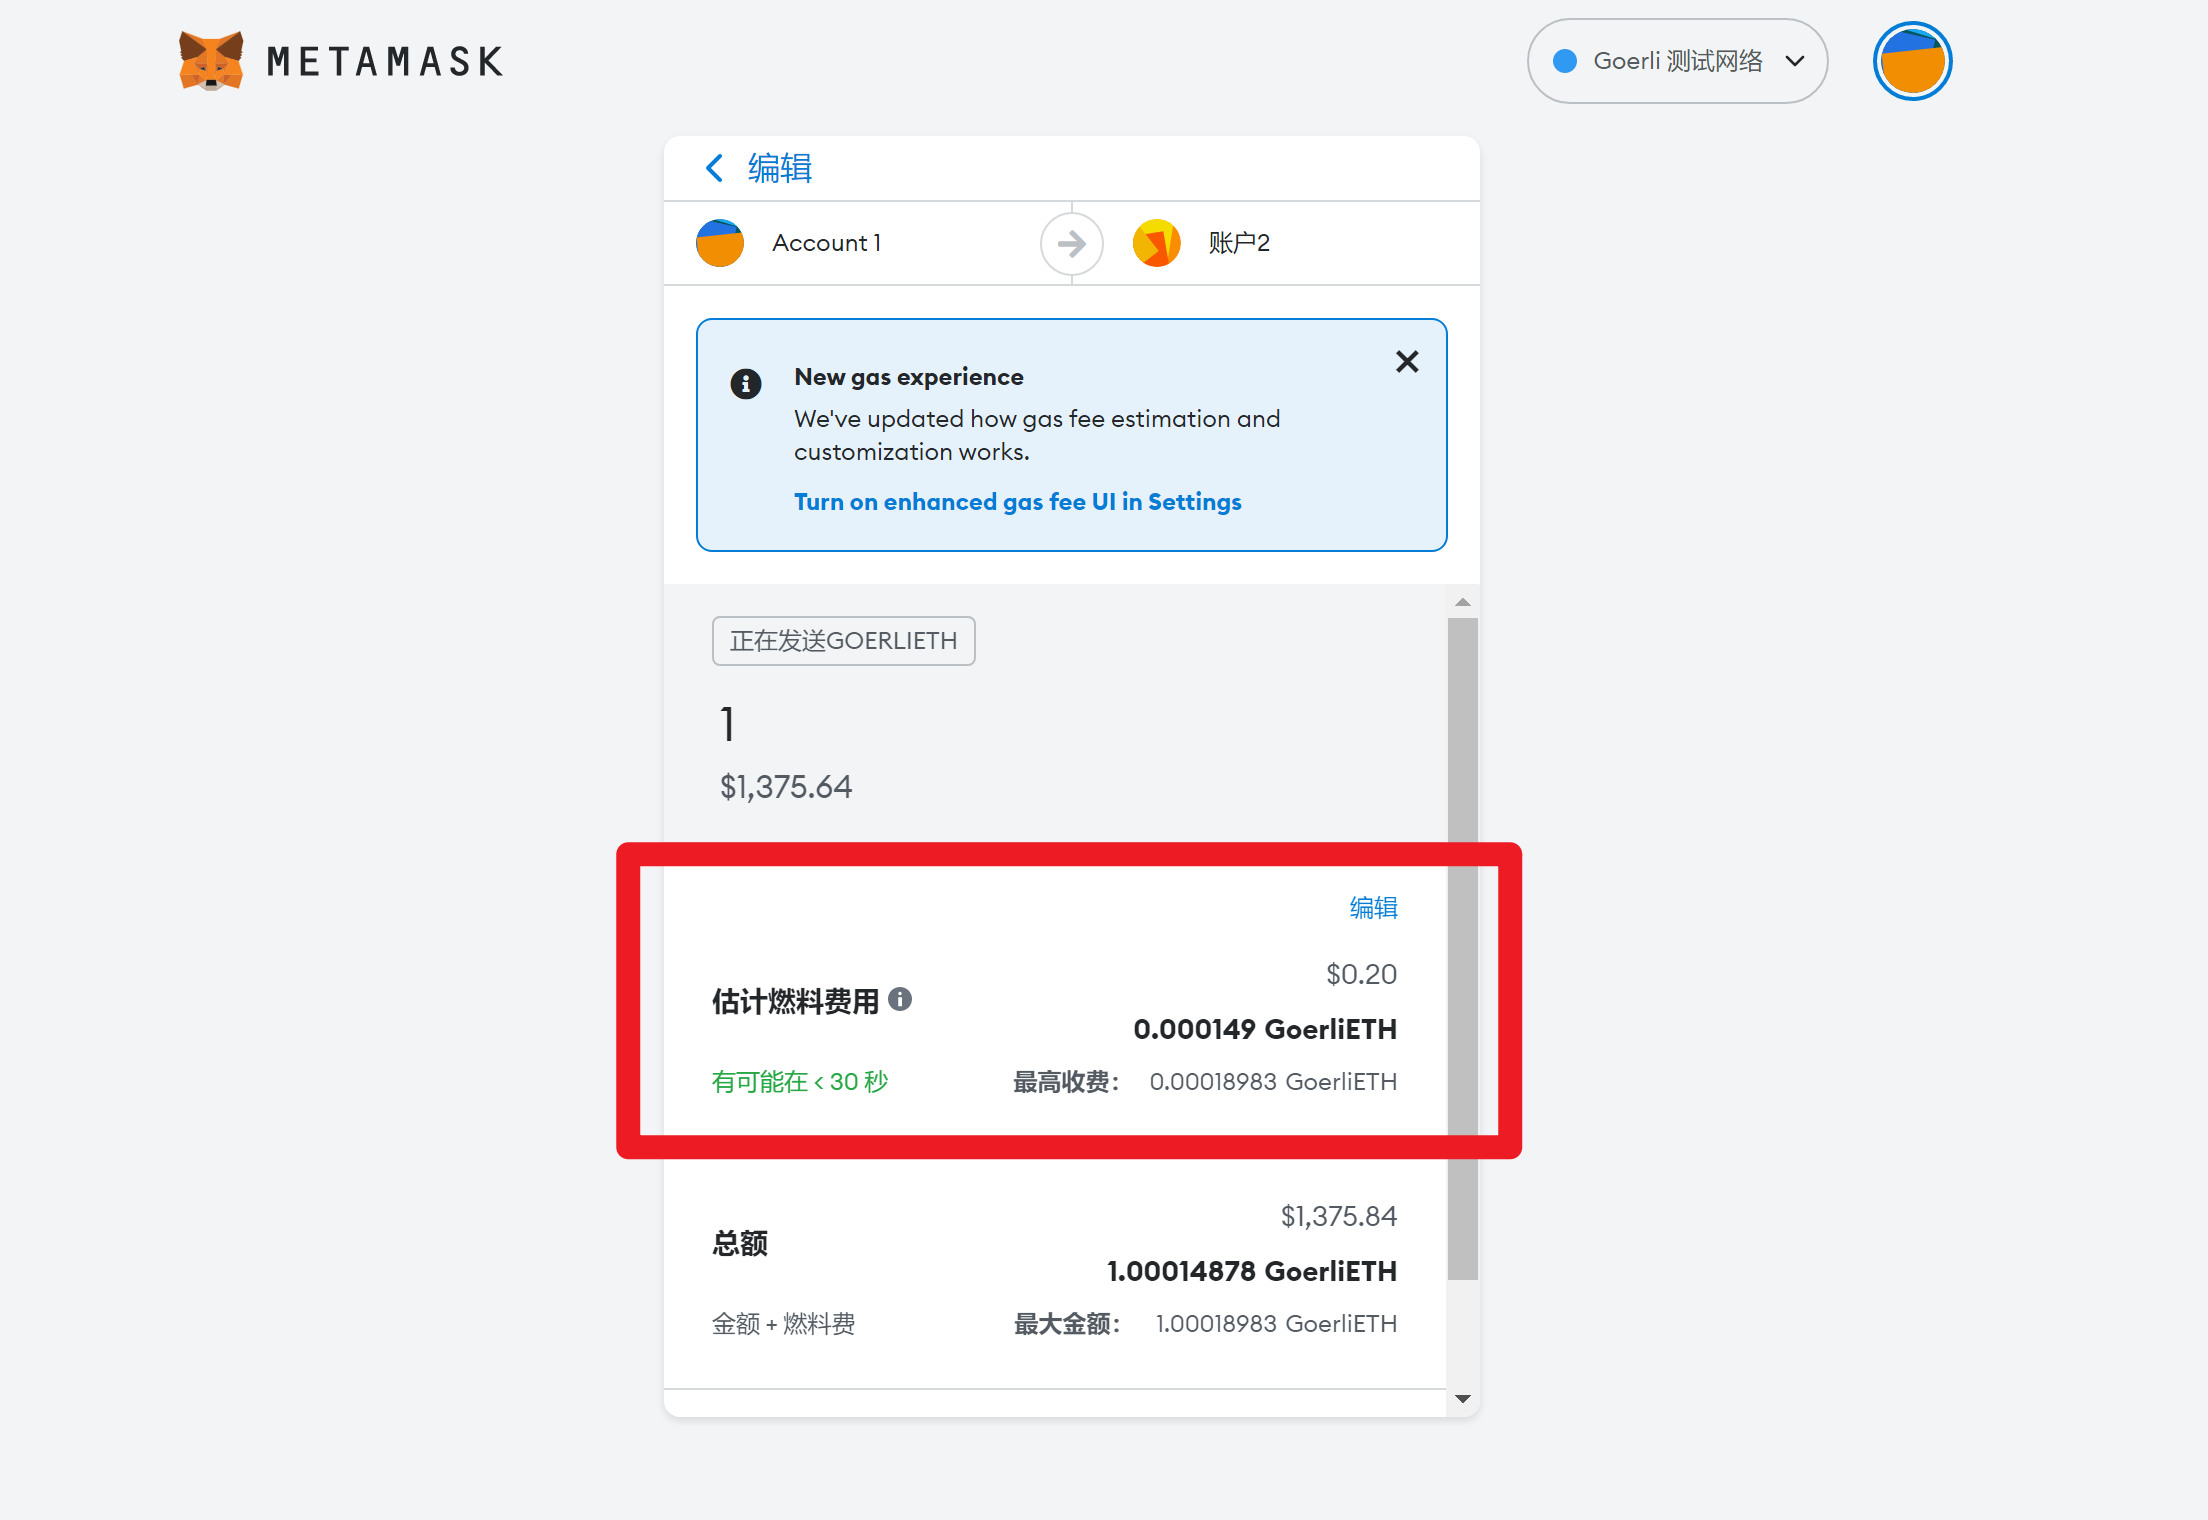 METAMASK
Goerli 测试网络
编辑
Account 1
账户2
New gas experience
We've updated how gas fee estimation and
customization works.
Turn on enhanced gas fee UI in Settings
正在发送GOERLIETH
1
$1,375.64
编辑
$0.20
估计燃料费用
0.000149 GoerliETH
有可能在 < 30 秒 最高收费： 0.00018983 GoerliETH
$1,375.84
总额
1.00014878 GoerliETH
金额 + 燃料费 最大金额： 1.00018983 GoerliETH